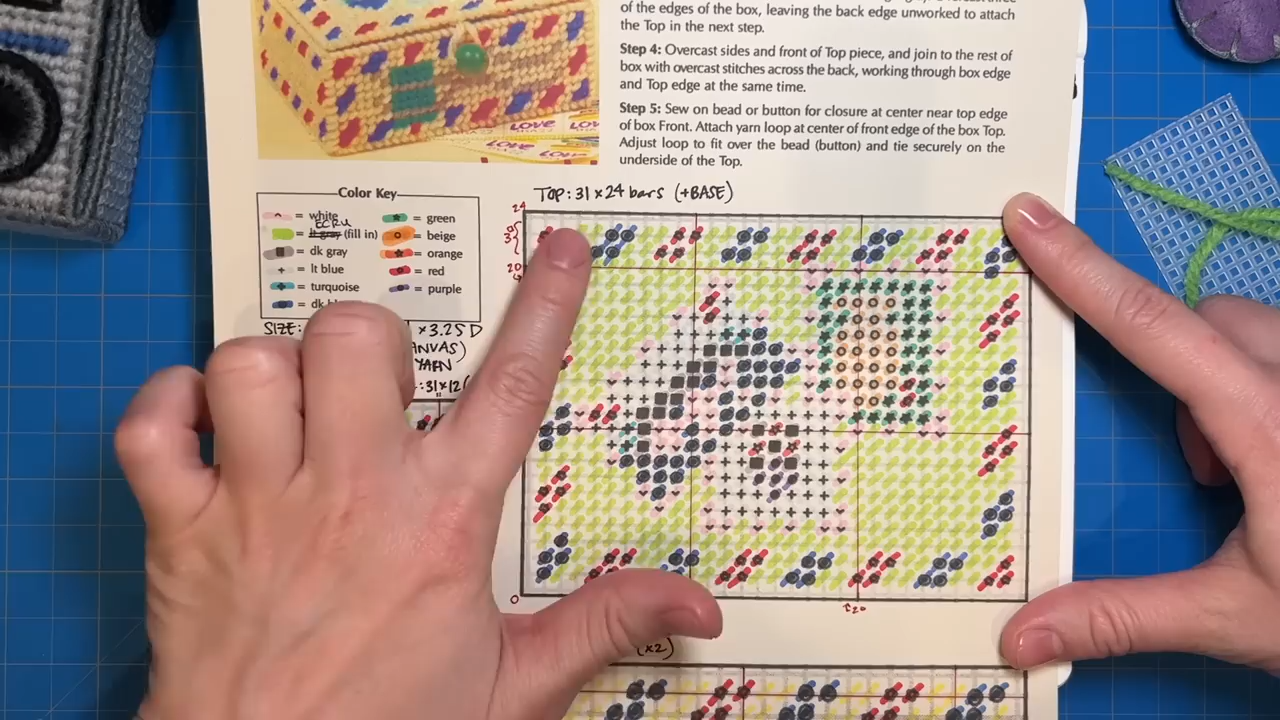 of the edges of the box, leaving the back edge unworked to attach
the Top in the next step.
Step 4: Overcast sides and front of Top piece, and join to the rest of
box with overcast stitches across the back, working through box edge
and Top edge at the same time.
Step 5: Sew on bead or button for closure at center near top edge
of box Front. Attach yarn loop at center of front edge of the box Top.
Adjust loop to fit over the bead (button) and tie securely on the
underside of the Top.
LOVE
LOVE
TOP: 31 x 24 bars (+BASE)
Color Key
= white
ECRU
(fill in)
= dk gray
= lt blue
= turquoise
= green
= beige
= orange
= red
= purple
SIZE:
x 3.25 D
YARN
:31x12
24
20
0
20
(x2)